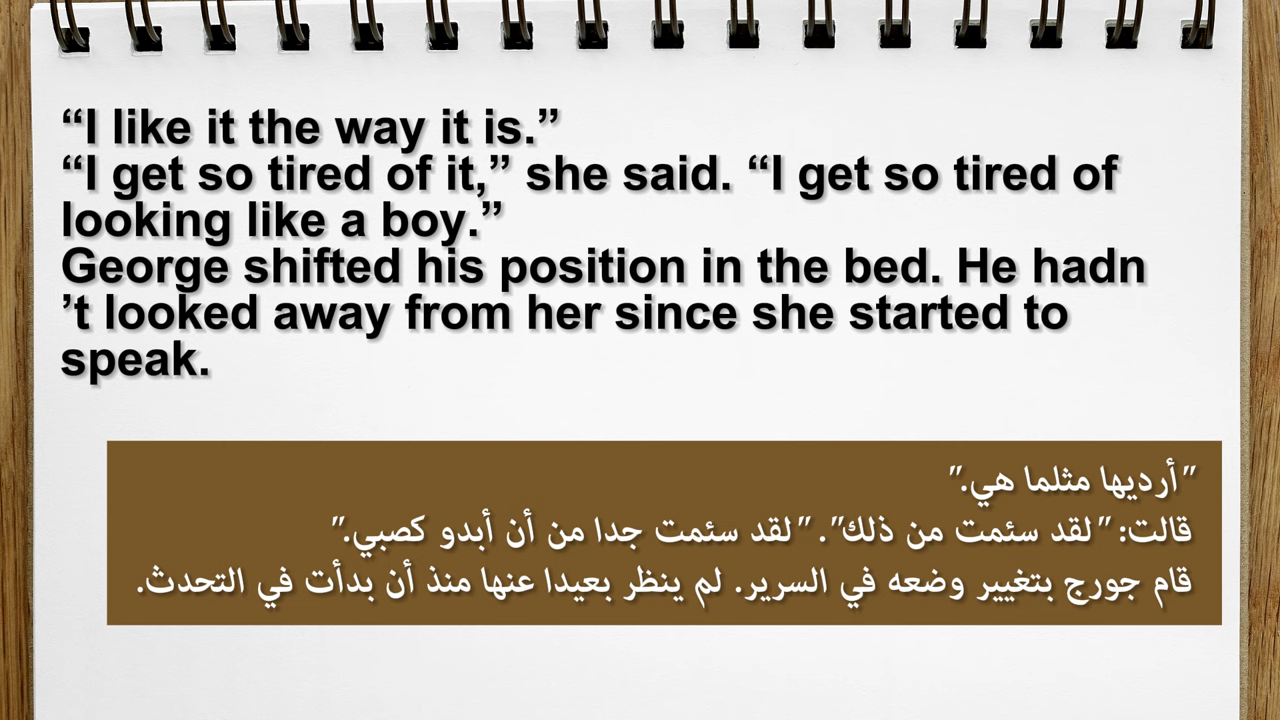 “I like it the way it is.”
“I get so tired of it,” she said. “I get so tired of
looking like a boy.”
George shifted his position in the bed. He hadn
’t looked away from her since she started to
speak.
"أرديها مثلما هي."
قالت: "لقد سئمت من ذلك". "لقد سئمت جدا من أن أبدو كصبي."
قام جورج بتغيير وضعه في السرير. لم ينظر بعيدا عنها منذ أن بدأت في التحدث.